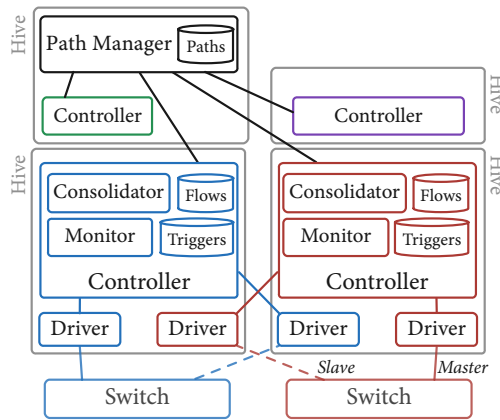 Hive
Path Manager
Paths
Controller
Hive
Controller
Hive
Consolidator
Flows
Monitor
Triggers
Controller
Driver
Driver
Hive
Consolidator
Flows
Monitor
Triggers
Controller
Driver
Driver
Slave
Master
Switch
Switch